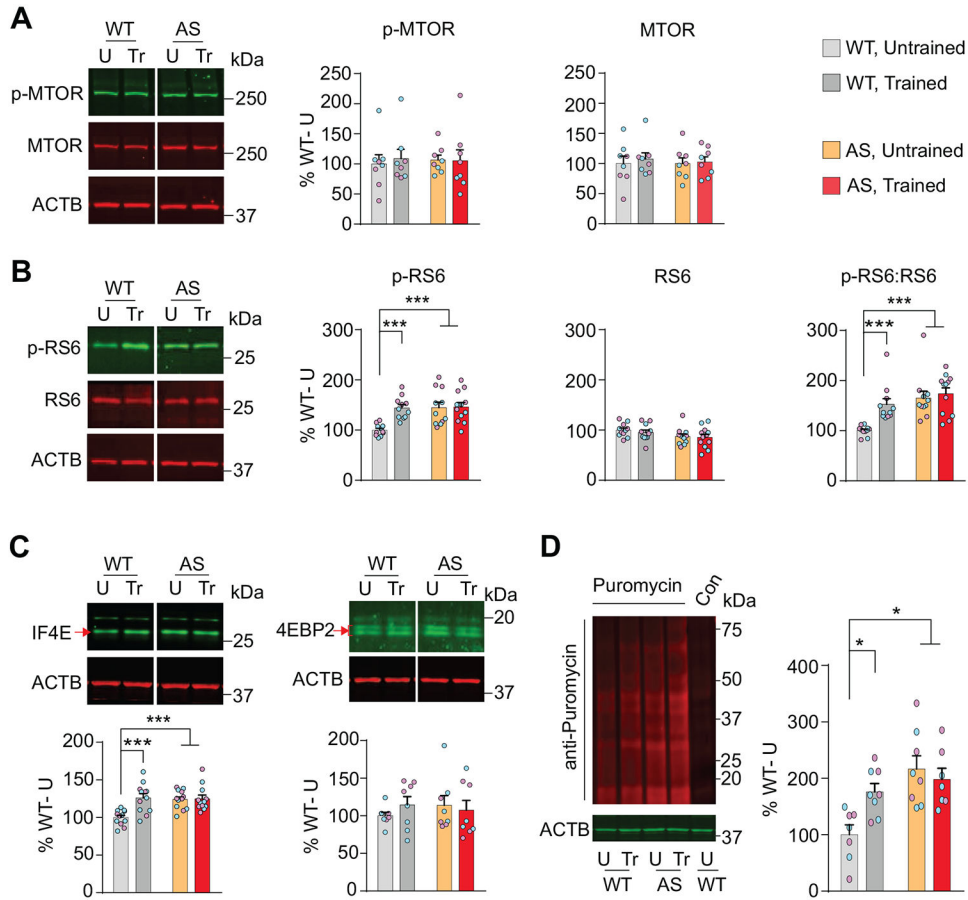 A
WT AS
U Tr U Tr kDa
p-MTOR 250
MTOR 250
ACTB 37
p-MTOR
% WT- U
250
200
150
100
50
0
MTOR
250
200
150
100
50
0
WT, Untrained
WT, Trained
AS, Untrained
AS, Trained
B
WT AS
U Tr U Tr kDa
p-RS6 25
RS6 25
ACTB 37
p-RS6
***
***
% WT- U
300
200
100
0
RS6
300
200
100
0
p-RS6:RS6
***
***
300
200
100
0
C
WT AS
U Tr U Tr kDa
IF4E 25
ACTB 37
***
***
% WT- U
200
150
100
50
0
WT AS
U Tr U Tr kDa
4EBP2 20
ACTB 37
% WT- U
200
150
100
50
0
D
Puromycin Con
kDa
anti-Puromycin
75
50
37
25
20
ACTB 37
U Tr U Tr U
WT AS WT
*
*
% WT- U
400
300
200
100
0